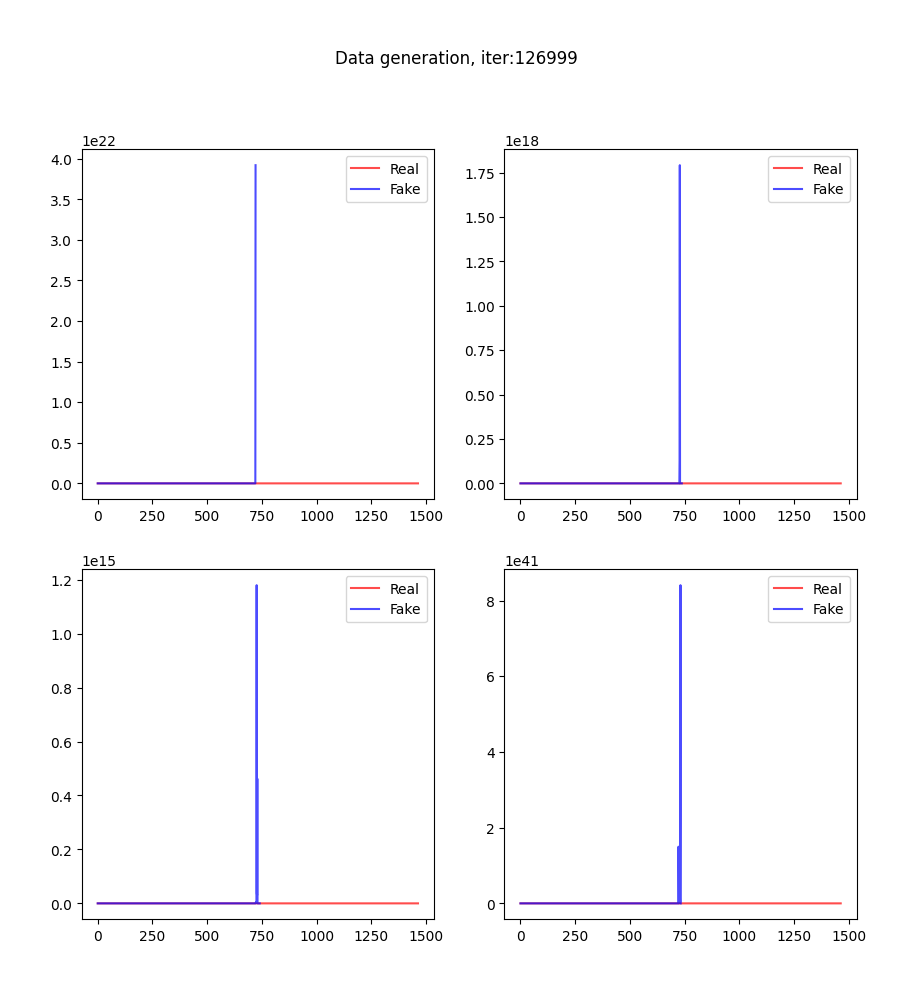 Data generation, iter:126999
1e22
4.0
3.5
3.0
2.5
2.0
1.5
1.0
0.5
0.0
0 250 500 750 1000 1250 1500
Real
Fake
1e18
1.75
1.50
1.25
1.00
0.75
0.50
0.25
0.00
0 250 500 750 1000 1250 1500
Real
Fake
1e15
1.2
1.0
0.8
0.6
0.4
0.2
0.0
0 250 500 750 1000 1250 1500
Real
Fake
1e41
8
6
4
2
0
0 250 500 750 1000 1250 1500
Real
Fake